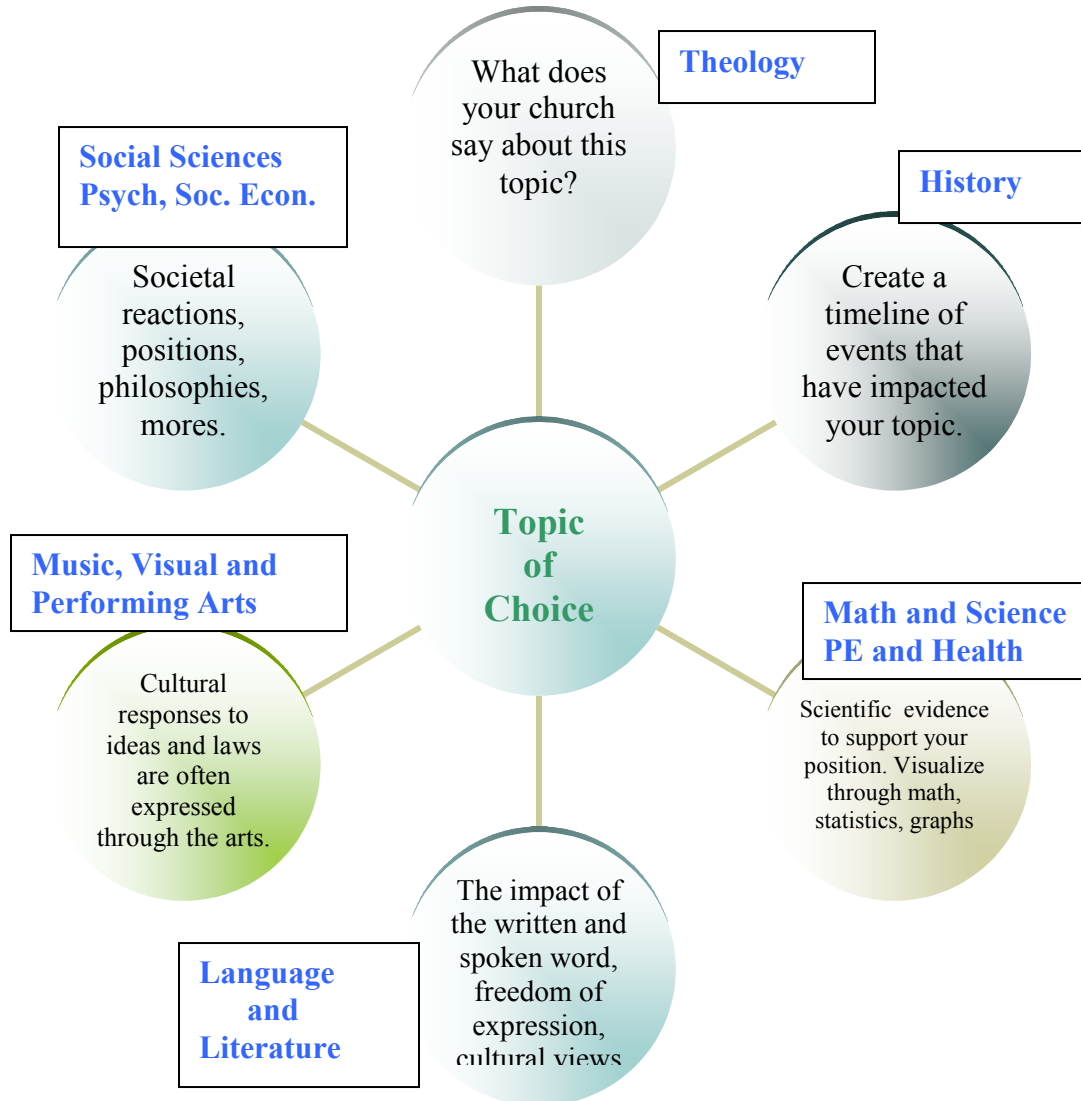 Theology
What does
your church
say about this
topic?
Social Sciences
Psych, Soc. Econ.
Societal
reactions,
positions,
philosophies,
mores.
History
Create a
timeline of
events that
have impacted
your topic.
Topic
of
Choice
Music, Visual and
Performing Arts
Cultural
responses to
ideas and laws
are often
expressed
through the arts.
Math and Science
PE and Health
Scientific evidence
to support your
position. Visualize
through math,
statistics, graphs
Language
and
Literature
The impact of
the written and
spoken word,
freedom of
expression,
cultural views